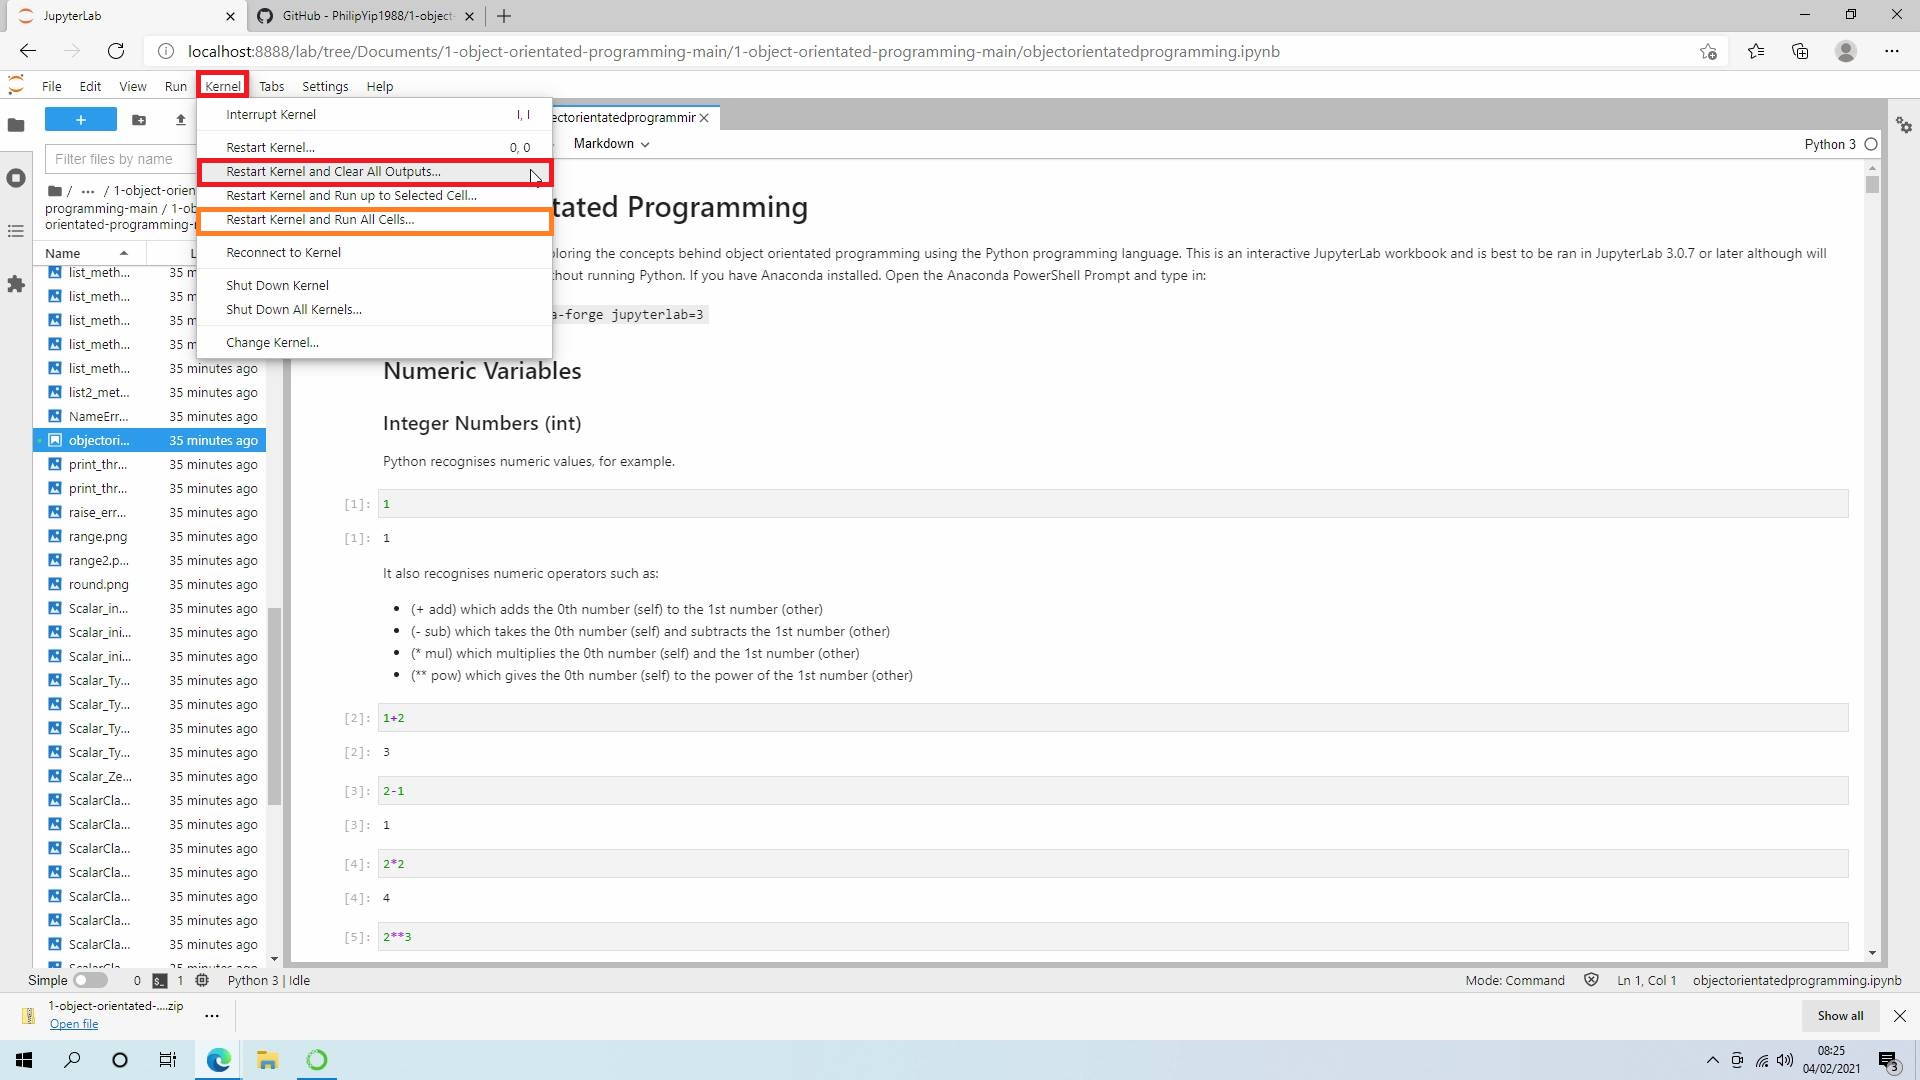 JupyterLab
GitHub - PhilipYip1988/1-object-
localhost:8888/lab/tree/Documents/1-object-orientated-programming-main/1-object-orientated-programming-main/objectorientatedprogramming.ipynb
File Edit View Run Kernel Tabs Settings Help
Interrupt Kernel I, I
Restart Kernel... 0, 0
Restart Kernel and Clear All Outputs...
Restart Kernel and Run up to Selected Cell...
Restart Kernel and Run All Cells...
Reconnect to Kernel
Shut Down Kernel
Shut Down All Kernels...
Change Kernel...
Filter files by name
/ ... / 1-object-orien
programming-main / 1-ob
orientated-programming-
Name L
list_meth... 35 m
list_meth... 35 m
list_meth... 35 m
list_meth... 35 m
list_meth... 35 minutes ago
list2_met... 35 minutes ago
NameErr... 35 minutes ago
objectori... 35 minutes ago
print_thr... 35 minutes ago
print_thr... 35 minutes ago
raise_err... 35 minutes ago
range.png 35 minutes ago
range2.p... 35 minutes ago
round.png 35 minutes ago
Scalar_in... 35 minutes ago
Scalar_ini... 35 minutes ago
Scalar_ini... 35 minutes ago
Scalar_Ty... 35 minutes ago
Scalar_Ty... 35 minutes ago
Scalar_Ty... 35 minutes ago
Scalar_Ty... 35 minutes ago
Scalar_Ze... 35 minutes ago
ScalarCla... 35 minutes ago
ScalarCla... 35 minutes ago
ScalarCla... 35 minutes ago
ScalarCla... 35 minutes ago
ScalarCla... 35 minutes ago
ScalarCla... 35 minutes ago
ScalarCla... 35 minutes ago
ectorientatedprogrammir
Markdown
Python 3
tated Programming
loring the concepts behind object orientated programming using the Python programming language. This is an interactive JupyterLab workbook and is best to be ran in JupyterLab 3.0.7 or later although will
hout running Python. If you have Anaconda installed. Open the Anaconda PowerShell Prompt and type in:
a-forge jupyterlab=3
Numeric Variables
Integer Numbers (int)
Python recognises numeric values, for example.
[1]: 1
[1]: 1
It also recognises numeric operators such as:
• (+ add) which adds the 0th number (self) to the 1st number (other)
• (- sub) which takes the 0th number (self) and subtracts the 1st number (other)
• (* mul) which multiplies the 0th number (self) and the 1st number (other)
• (** pow) which gives the 0th number (self) to the power of the 1st number (other)
[2]: 1+2
[2]: 3
[3]: 2-1
[3]: 1
[4]: 2*2
[4]: 4
[5]: 2**3
Simple 0 1 Python 3 | Idle
Mode: Command Ln 1, Col 1 objectorientatedprogramming.ipynb
1-object-orientated-....zip
Open file
Show all
08:25
04/02/2021
3